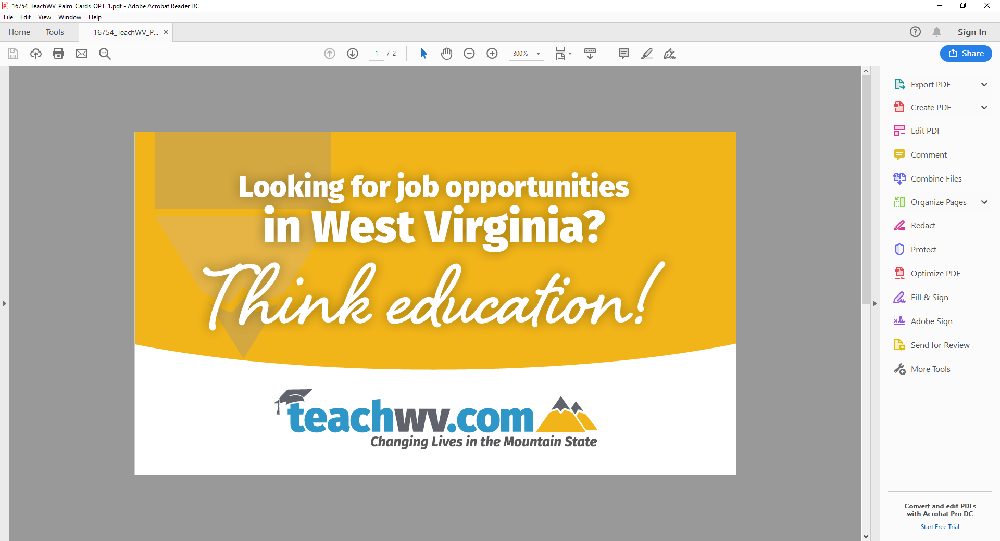 16754_TeachWV_Palm_Cards_OPT_1.pdf - Adobe Acrobat Reader DC
File Edit View Window Help
Home Tools 16754_TeachWV_P... × Sign In
1 / 2 300% Share
Looking for job opportunities
in West Virginia?
Think education!
teachwv.com
Changing Lives in the Mountain State
Export PDF
Create PDF
Edit PDF
Comment
Combine Files
Organize Pages
Redact
Protect
Optimize PDF
Fill & Sign
Adobe Sign
Send for Review
More Tools
Convert and edit PDFs
with Acrobat Pro DC
Start Free Trial